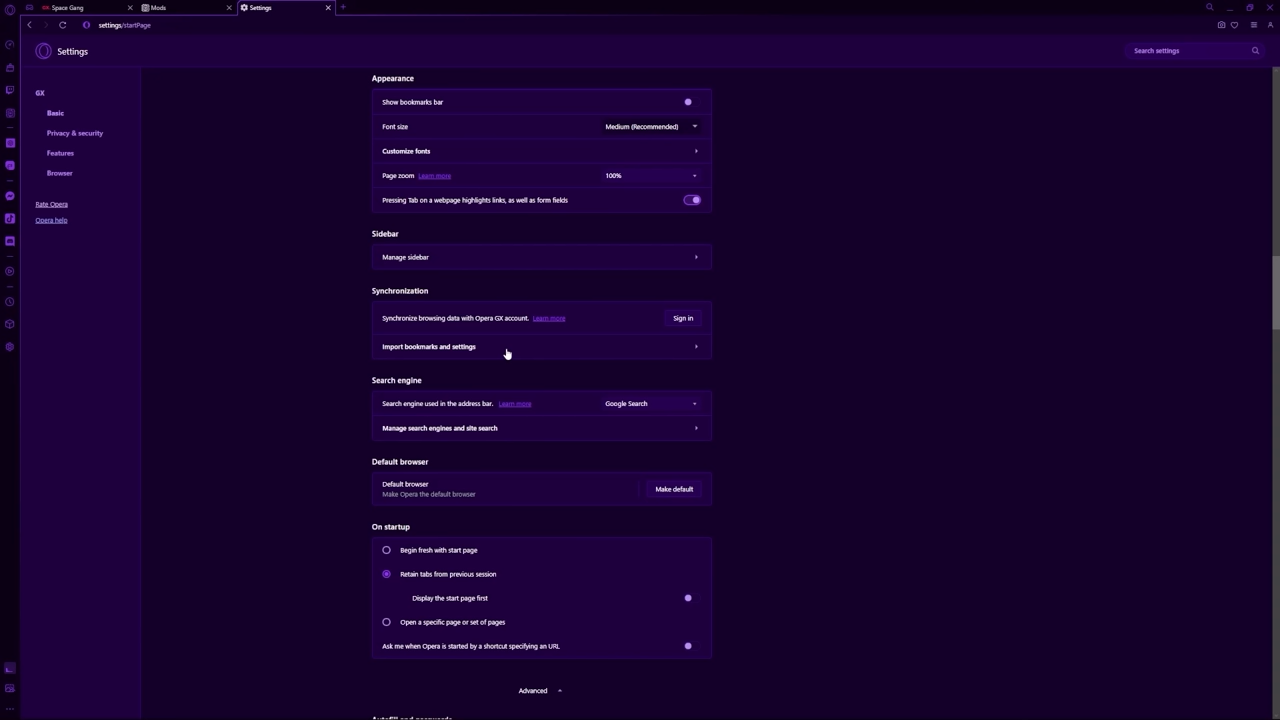 Space Gang
Mods
Settings
settings/startPage
Settings
Search settings
GX
Basic
Privacy & security
Features
Browser
Rate Opera
Opera help
Appearance
Show bookmarks bar
Font size
Medium (Recommended)
Customize fonts
Page zoom Learn more
100%
Pressing Tab on a webpage highlights links, as well as form fields
Sidebar
Manage sidebar
Synchronization
Synchronize browsing data with Opera GX account. Learn more
Sign in
Import bookmarks and settings
Search engine
Search engine used in the address bar. Learn more
Google Search
Manage search engines and site search
Default browser
Default browser
Make Opera the default browser
Make default
On startup
Begin fresh with start page
Retain tabs from previous session
Display the start page first
Open a specific page or set of pages
Ask me when Opera is started by a shortcut specifying an URL
Advanced
Autofill and passwords